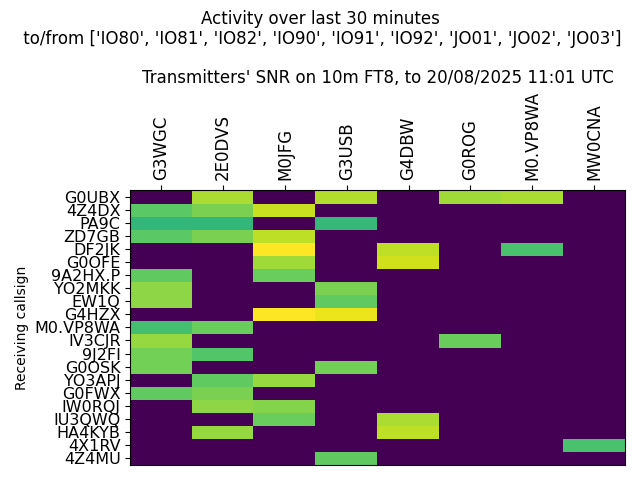 Activity over last 30 minutes
to/from ['IO80', 'IO81', 'IO82', 'IO90', 'IO91', 'IO92', 'JO01', 'JO02', 'JO03']
Transmitters' SNR on 10m FT8, to 20/08/2025 11:01 UTC
G3WGC
2E0DVS
M0JFG
G3USB
G4DBW
G0ROG
M0.VP8WA
MW0CNA
Receiving callsign
G0UBX
4Z4DX
PA9C
ZD7GB
DF2JK
G0OFE
9A2HX.P
YO2MKK
EW1O
G4HZX
M0.VP8WA
IV3CJR
9J2FI
G0OSK
YO3APJ
G0FWX
IW0RQJ
IU3QWO
HA4KYB
4X1RV
4Z4MU